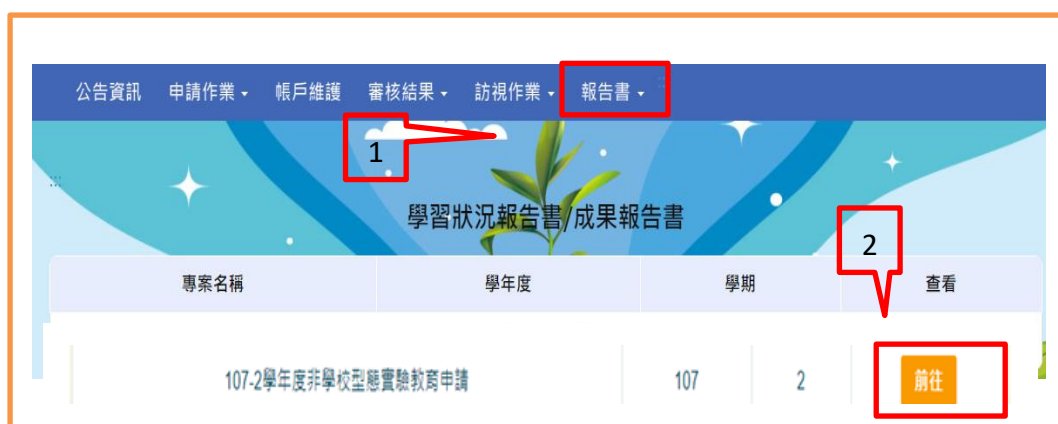 公告資訊 申請作業 帳戶維護 審核結果 訪視作業 報告書
1
學習狀況報告書/成果報告書
2
專案名稱 學年度 學期 查看
107-2學年度非學校型態實驗教育申請 107 2 前往